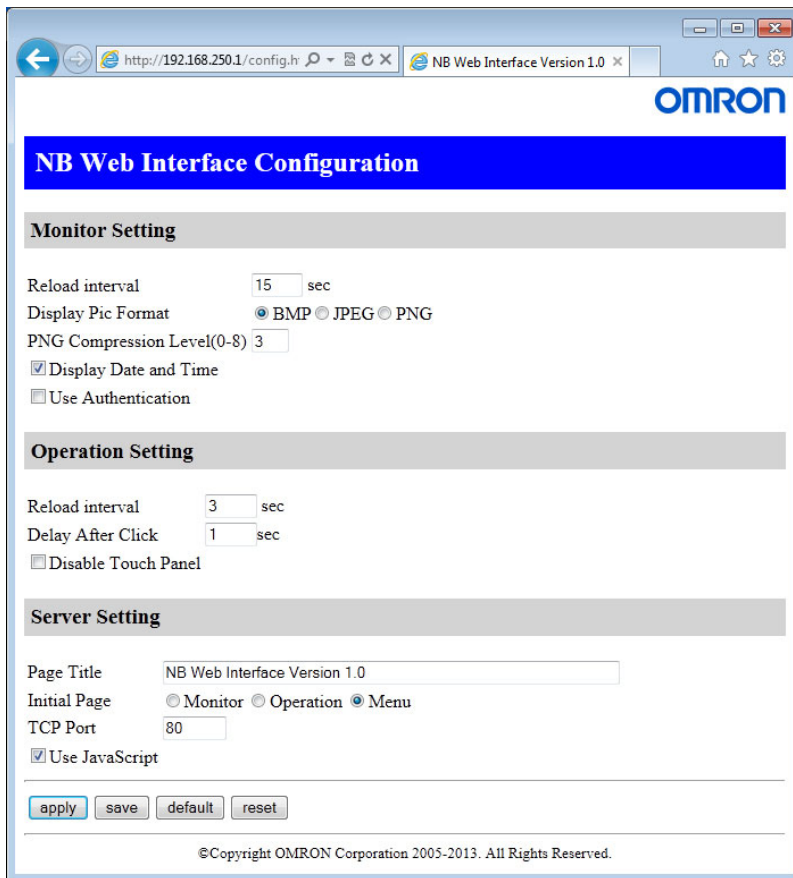 http://192.168.250.1/config.h
NB Web Interface Version 1.0
OMRON
NB Web Interface Configuration
Monitor Setting
Reload interval 15 sec
Display Pic Format BMP JPEG PNG
PNG Compression Level(0-8) 3
Display Date and Time
Use Authentication
Operation Setting
Reload interval 3 sec
Delay After Click 1 sec
Disable Touch Panel
Server Setting
Page Title NB Web Interface Version 1.0
Initial Page Monitor Operation Menu
TCP Port 80
Use JavaScript
apply save default reset
©Copyright OMRON Corporation 2005-2013. All Rights Reserved.